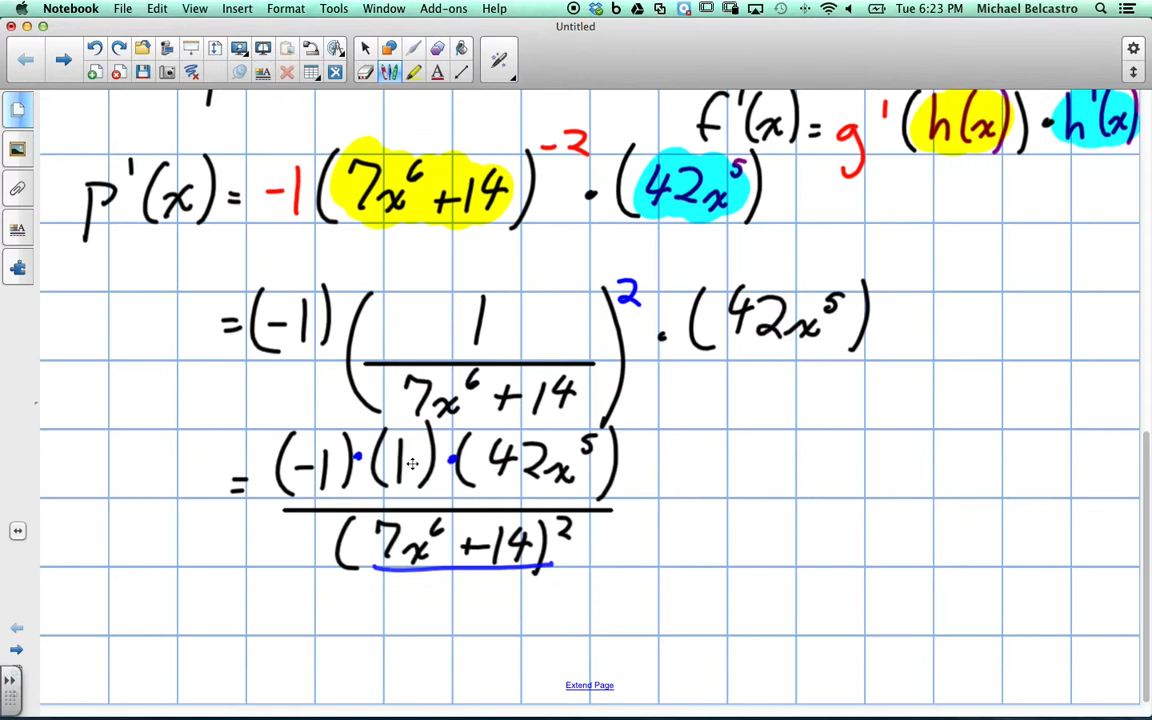 Notebook File Edit View Insert Format Tools Window Add-ons Help Tue 6:23 PM Michael Belcastro
Untitled
f'(x) = g'(h(x)) • h'(x)
p'(x) = -1(7x⁶ + 14)⁻² • (42x⁵)
= (-1)(1/(7x⁶ + 14))² • (42x⁵)
= (-1)•(1)•(42x⁵)
(7x⁶ + 14)²
Extend Page